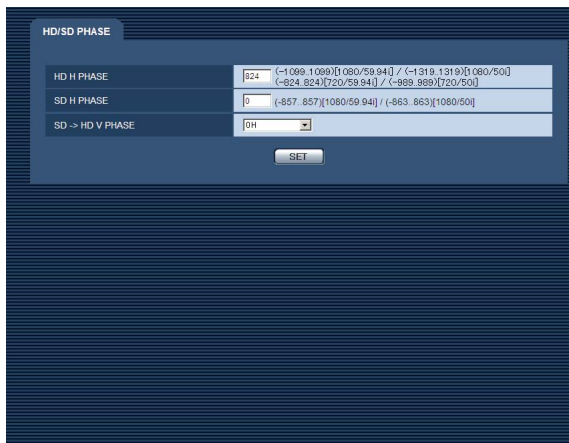 HD/SD PHASE
HD H PHASE
824 (-1099..1099)[1080/59.94i] / (-1319..1319)[1080/50i]
(-824..824)[720/59.94i] / (-989..989)[720/50i]
SD H PHASE
0 (-857..857)[1080/59.94i] / (-863..863)[1080/50i]
SD -> HD V PHASE
0H
SET